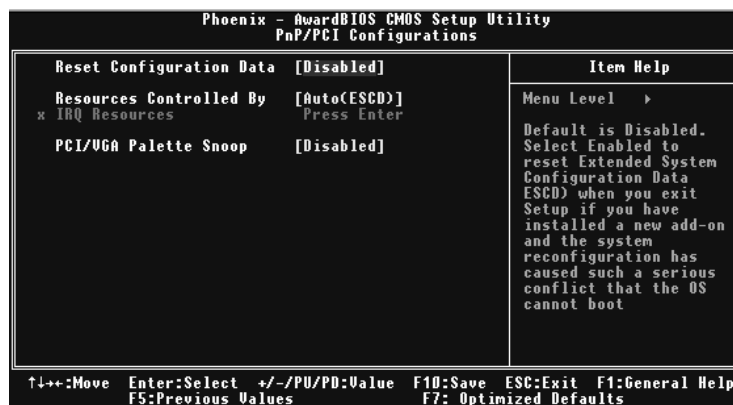 Phoenix - AwardBIOS CMOS Setup Utility
PnP/PCI Configurations
Reset Configuration Data [Disabled]
Resources Controlled By [Auto(ESCD)]
x IRQ Resources Press Enter
PCI/VGA Palette Snoop [Disabled]
Item Help
Menu Level ▸
Default is Disabled.
Select Enabled to
reset Extended System
Configuration Data
ESCD) when you exit
Setup if you have
installed a new add-on
and the system
reconfiguration has
caused such a serious
conflict that the OS
cannot boot
↑↓→←:Move Enter:Select +/-/PU/PD:Value F10:Save ESC:Exit F1:General Help
F5:Previous Values F7: Optimized Defaults